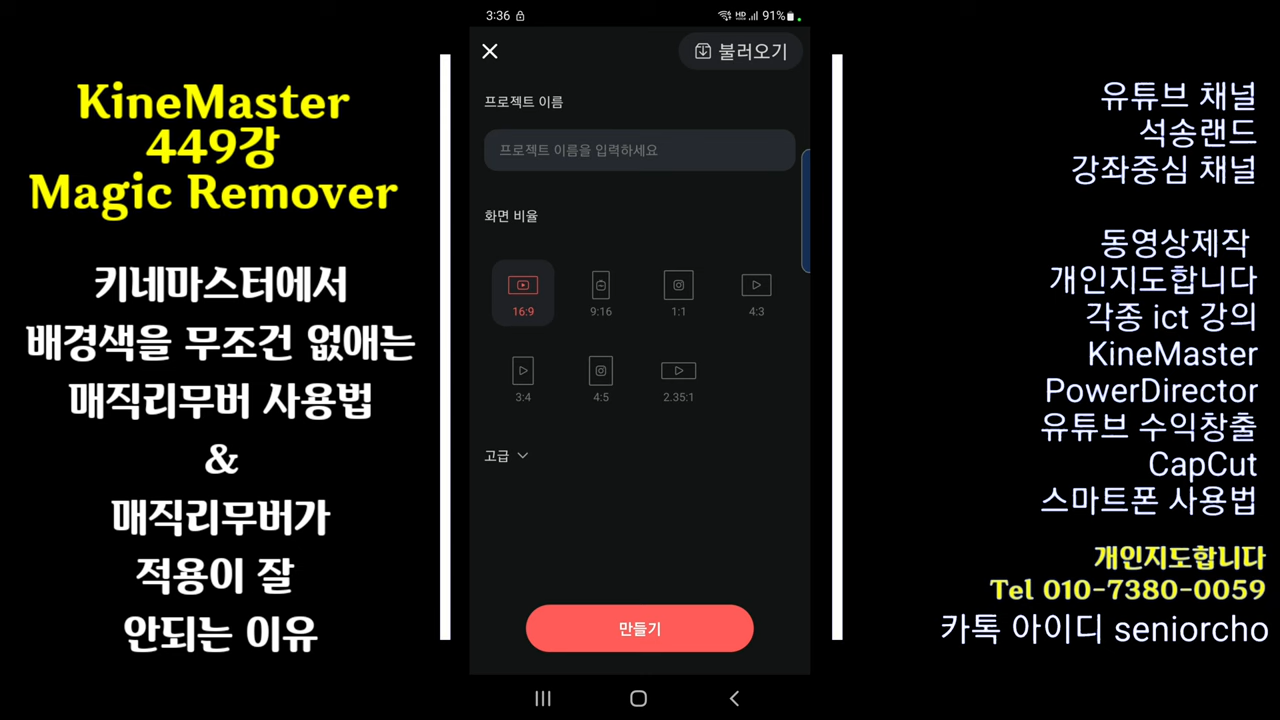 KineMaster
449강
Magic Remover
키네마스터에서
배경색을 무조건 없애는
매직리무버 사용법
&
매직리무버가
적용이 잘
안되는 이유
3:36
91%
불러오기
프로젝트 이름
프로젝트 이름을 입력하세요
화면 비율
16:9
9:16
1:1
4:3
3:4
4:5
2.35:1
고급
만들기
유튜브 채널
석송랜드
강좌중심 채널
동영상제작
개인지도합니다
각종 ict 강의
KineMaster
PowerDirector
유튜브 수익창출
CapCut
스마트폰 사용법
개인지도합니다
Tel 010-7380-0059
카톡 아이디 seniorcho